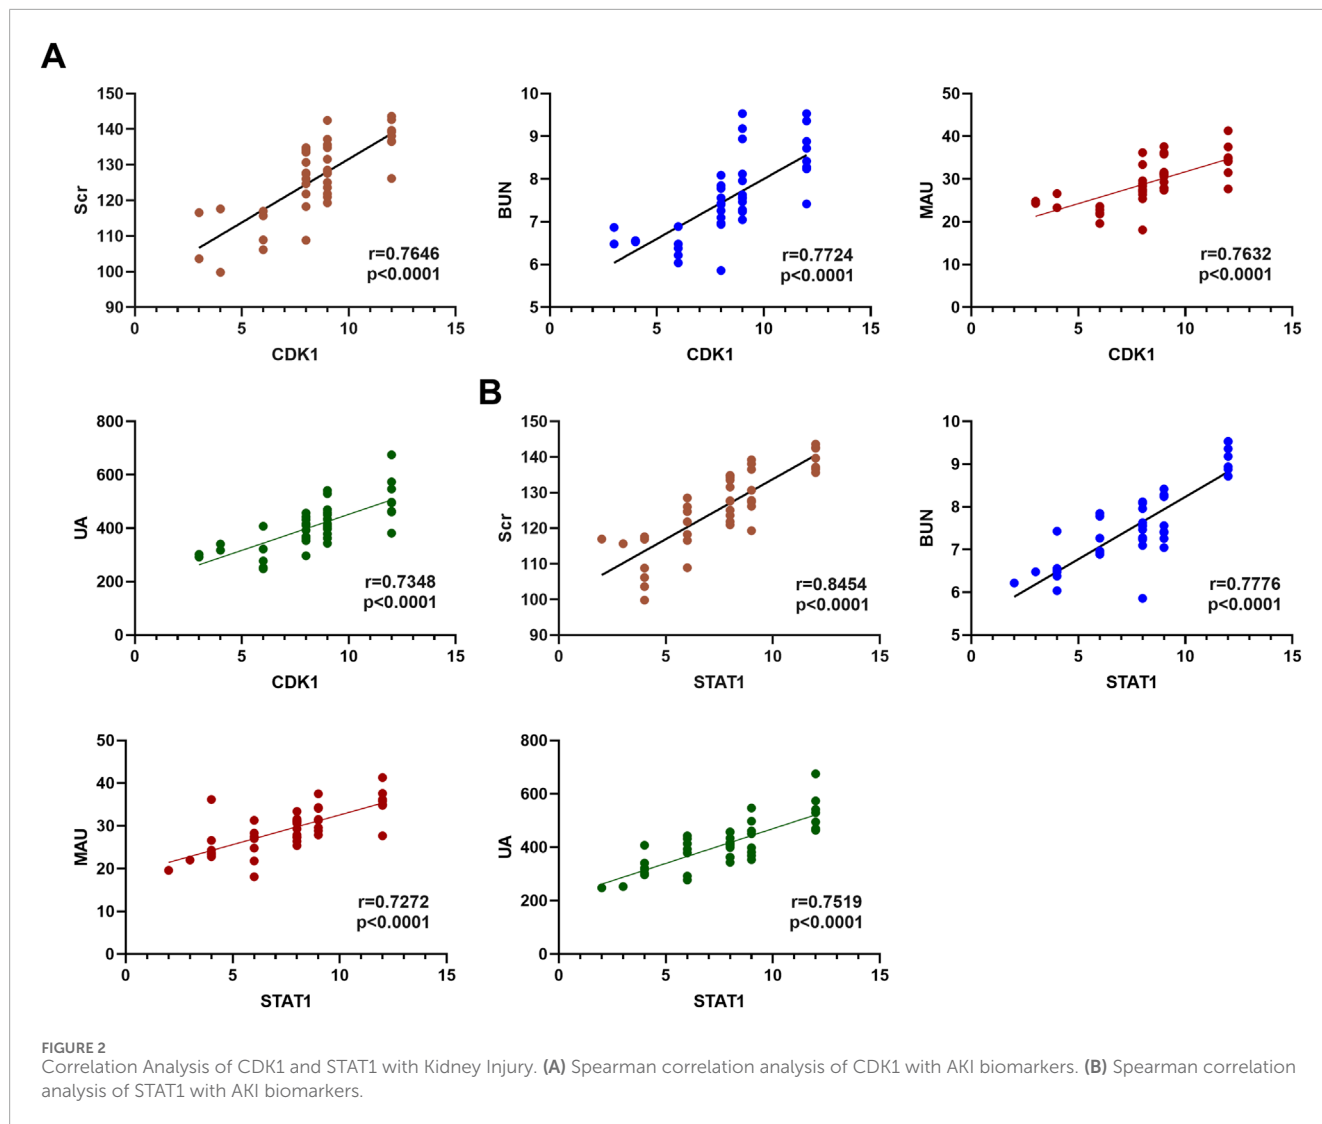 A
Scr
150
140
130
120
110
100
90
0 5 10 15
CDK1
r=0.7646
p<0.0001
BUN
10
9
8
7
6
5
0 5 10 15
CDK1
r=0.7724
p<0.0001
MAU
50
40
30
20
10
0
0 5 10 15
CDK1
r=0.7632
p<0.0001
UA
800
600
400
200
0
0 5 10 15
CDK1
r=0.7348
p<0.0001
B
Scr
150
140
130
120
110
100
90
0 5 10 15
STAT1
r=0.8454
p<0.0001
BUN
10
9
8
7
6
5
0 5 10 15
STAT1
r=0.7776
p<0.0001
MAU
50
40
30
20
10
0
0 5 10 15
STAT1
r=0.7272
p<0.0001
UA
800
600
400
200
0
0 5 10 15
STAT1
r=0.7519
p<0.0001
FIGURE 2
Correlation Analysis of CDK1 and STAT1 with Kidney Injury. (A) Spearman correlation analysis of CDK1 with AKI biomarkers. (B) Spearman correlation
analysis of STAT1 with AKI biomarkers.